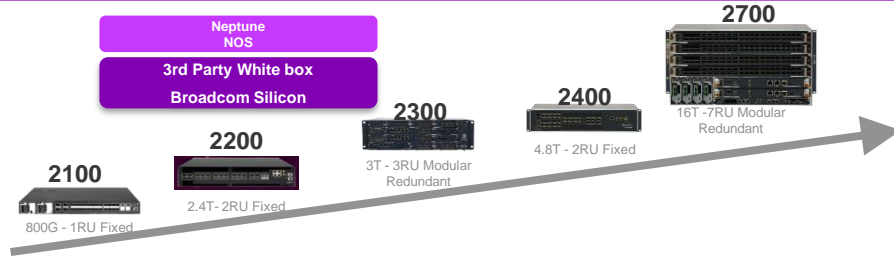 Neptune
NOS
3rd Party White box
Broadcom Silicon
2100
800G - 1RU Fixed
2200
2.4T- 2RU Fixed
2300
3T - 3RU Modular
Redundant
2400
4.8T - 2RU Fixed
2700
16T -7RU Modular
Redundant